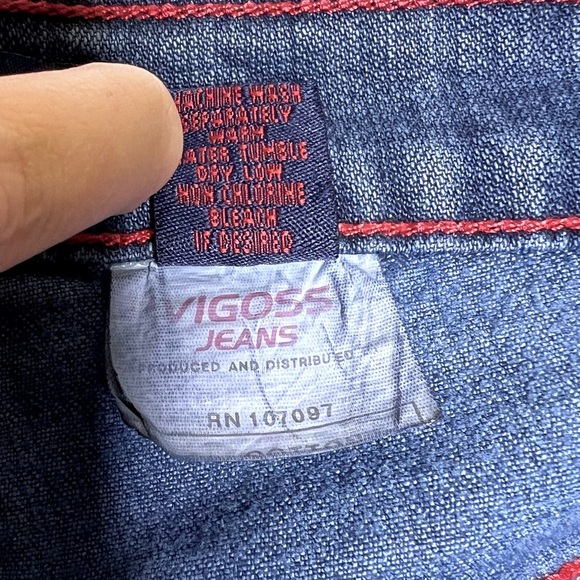 MACHINE WASH
SEPARATELY
WARM
WATER TUMBLE
DRY LOW
NON CHLORINE
BLEACH
IF DESIRED
VIGOSS
JEANS
PRODUCED AND DISTRIBUTED
RN 107097